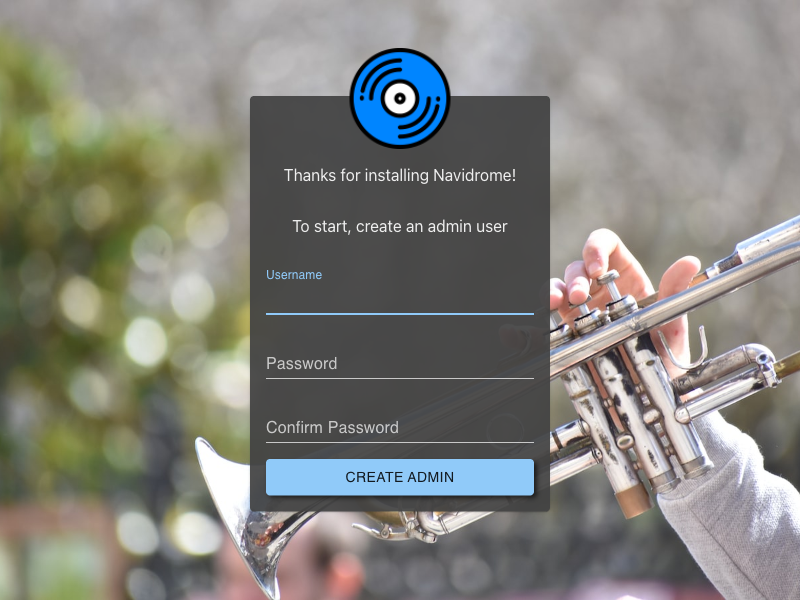 Thanks for installing Navidrome!
To start, create an admin user
Username
Password
Confirm Password
CREATE ADMIN